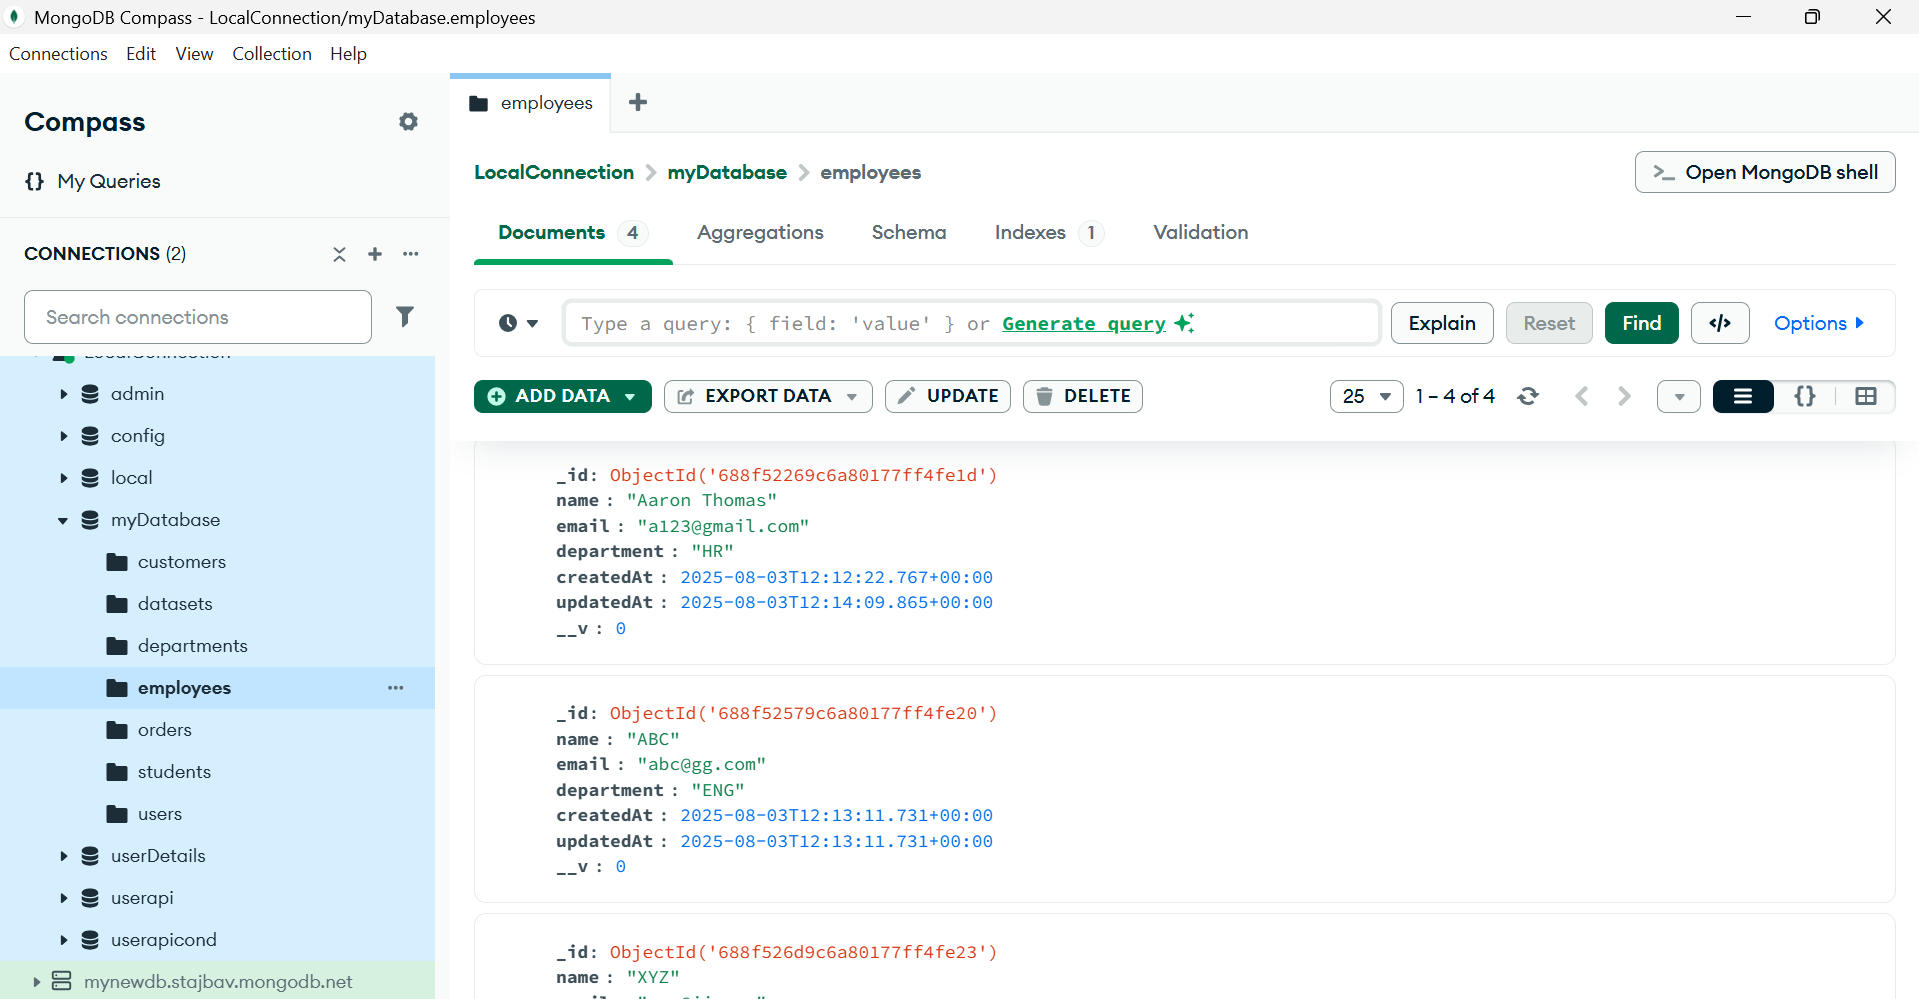 MongoDB Compass - LocalConnection/myDatabase.employees
Connections Edit View Collection Help
Compass
{} My Queries
CONNECTIONS (2)
Search connections
LocalConnection
admin
config
local
myDatabase
customers
datasets
departments
employees
orders
students
users
userDetails
userapi
userapicond
mynewdb.stajbav.mongodb.net
employees
LocalConnection > myDatabase > employees
>_ Open MongoDB shell
Documents 4 Aggregations Schema Indexes 1 Validation
Type a query: { field: 'value' } or Generate query
Explain Reset Find </> Options
ADD DATA EXPORT DATA UPDATE DELETE
25 1 – 4 of 4 {}
_id: ObjectId('688f52269c6a80177ff4fe1d')
name : "Aaron Thomas"
email : "a123@gmail.com"
department : "HR"
createdAt : 2025-08-03T12:12:22.767+00:00
updatedAt : 2025-08-03T12:14:09.865+00:00
__v : 0
_id: ObjectId('688f52579c6a80177ff4fe20')
name : "ABC"
email : "abc@gg.com"
department : "ENG"
createdAt : 2025-08-03T12:13:11.731+00:00
updatedAt : 2025-08-03T12:13:11.731+00:00
__v : 0
_id: ObjectId('688f526d9c6a80177ff4fe23')
name : "XYZ"